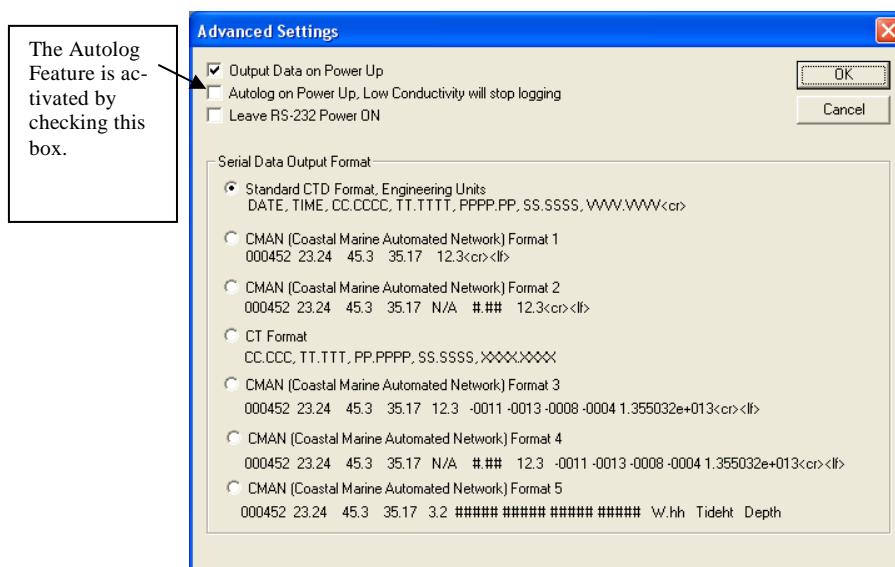 The Autolog
Feature is ac-
tivated by
checking this
box.
Advanced Settings
Output Data on Power Up
Autolog on Power Up, Low Conductivity will stop logging
Leave RS-232 Power ON
OK
Cancel
Serial Data Output Format
Standard CTD Format, Engineering Units
DATE, TIME, CC.CCCC, TT.TTTT, PPPP.PP, SS.SSSS, VVVV.VVVV<cr>
CMAN (Coastal Marine Automated Network) Format 1
000452 23.24 45.3 35.17 12.3<cr><lf>
CMAN (Coastal Marine Automated Network) Format 2
000452 23.24 45.3 35.17 N/A #.## 12.3<cr><lf>
CT Format
CC.CCC, TT.TTT, PP.PPPP, SS.SSSS, XXXX.XXXX
CMAN (Coastal Marine Automated Network) Format 3
000452 23.24 45.3 35.17 12.3 -0011 -0013 -0008 -0004 1.355032e+013<cr><lf>
CMAN (Coastal Marine Automated Network) Format 4
000452 23.24 45.3 35.17 N/A #.## 12.3 -0011 -0013 -0008 -0004 1.355032e+013<cr><lf>
CMAN (Coastal Marine Automated Network) Format 5
000452 23.24 45.3 35.17 3.2 ##### ##### ##### ##### W.hh Tideht Depth